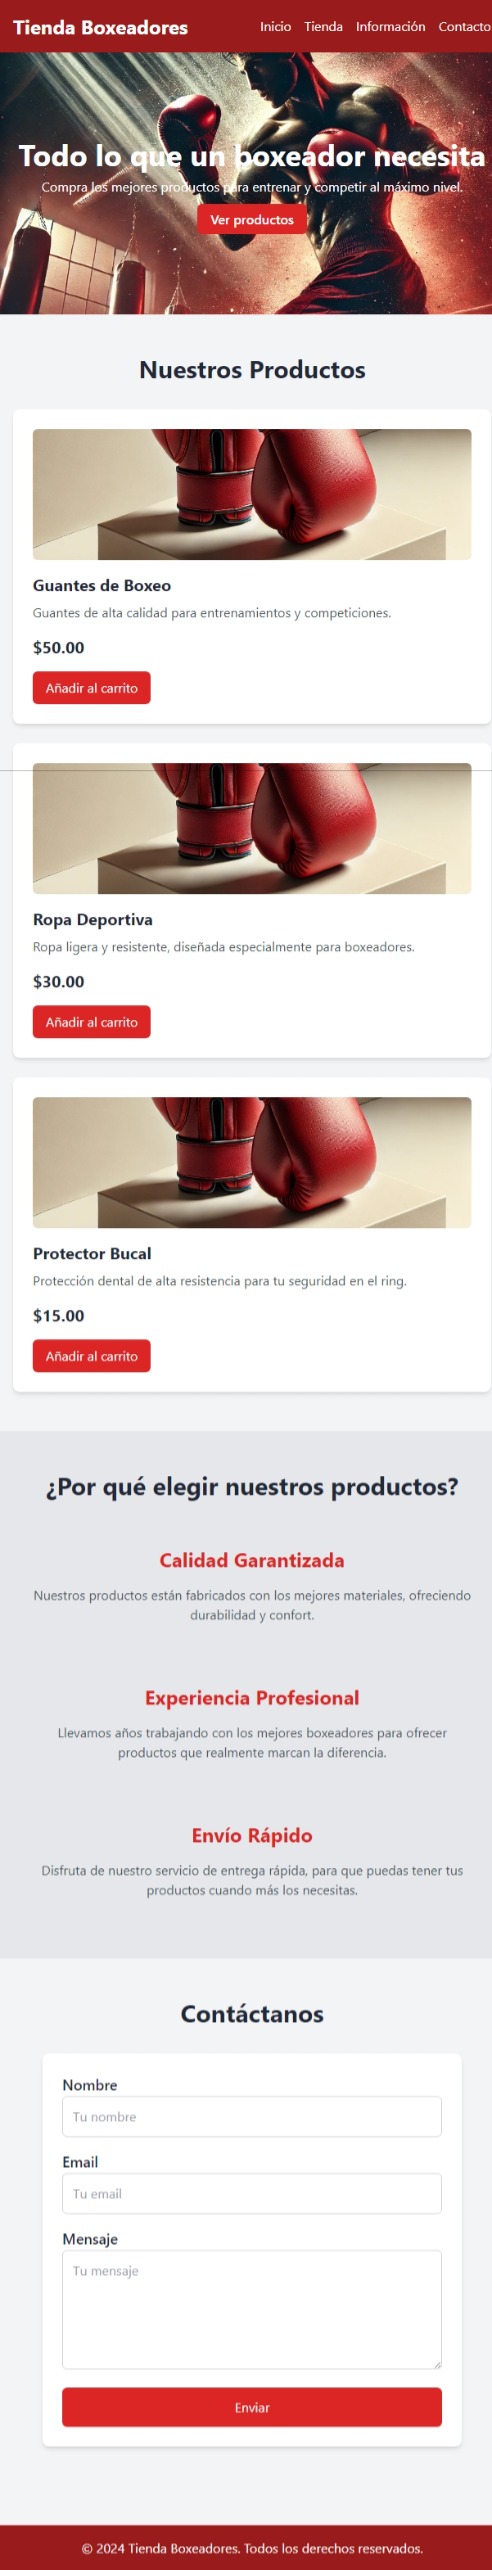 Tienda Boxeadores
Inicio Tienda Información Contacto
Todo lo que un boxeador necesita
Compra los mejores productos para entrenar y competir al máximo nivel.
Ver productos
Nuestros Productos
Guantes de Boxeo
Guantes de alta calidad para entrenamientos y competiciones.
$50.00
Añadir al carrito
Ropa Deportiva
Ropa ligera y resistente, diseñada especialmente para boxeadores.
$30.00
Añadir al carrito
Protector Bucal
Protección dental de alta resistencia para tu seguridad en el ring.
$15.00
Añadir al carrito
¿Por qué elegir nuestros productos?
Calidad Garantizada
Nuestros productos están fabricados con los mejores materiales, ofreciendo
durabilidad y confort.
Experiencia Profesional
Llevamos años trabajando con los mejores boxeadores para ofrecer
productos que realmente marcan la diferencia.
Envío Rápido
Disfruta de nuestro servicio de entrega rápida, para que puedas tener tus
productos cuando más los necesitas.
Contáctanos
Nombre
Tu nombre
Email
Tu email
Mensaje
Tu mensaje
Enviar
© 2024 Tienda Boxeadores. Todos los derechos reservados.